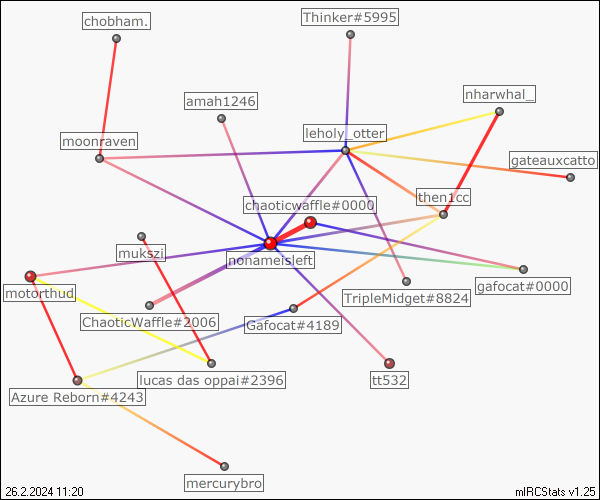 Thinker#5995
chobham.
nharwhal_
amah1246
leholy_otter
moonraven
gateauxcatto
then1cc
chaoticwaffle#0000
mukszi
nonameisleft
gafocat#0000
motorthud
TripleMidget#8824
ChaoticWaffle#2006
Gafocat#4189
lucas das oppai#2396
tt532
Azure Reborn#4243
mercurybro
26.2.2024 11:20
mIRCStats v1.25